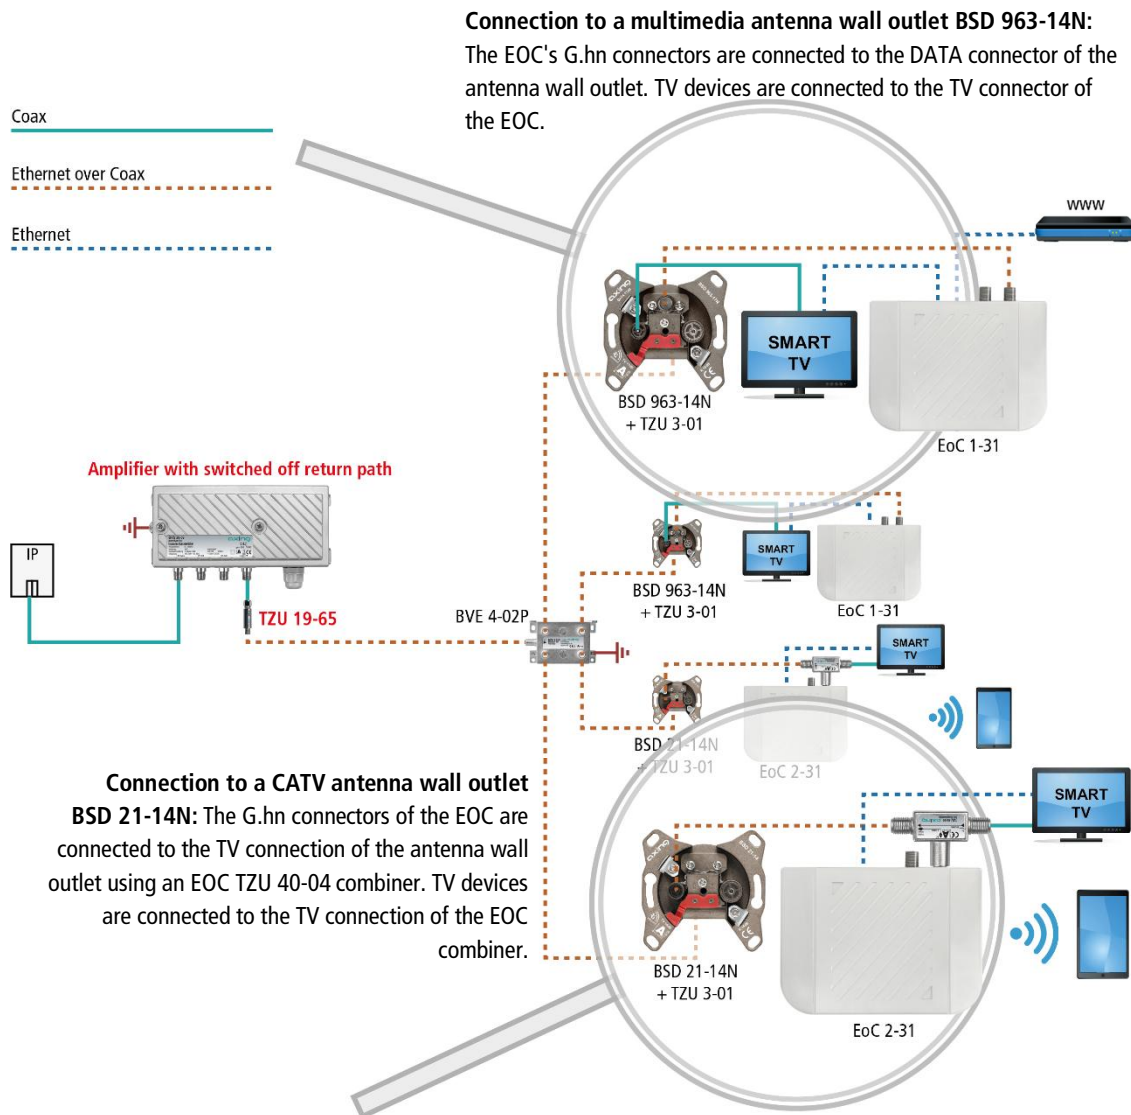 Connection to a multimedia antenna wall outlet BSD 963-14N:
The EOC's G.hn connectors are connected to the DATA connector of the
antenna wall outlet. TV devices are connected to the TV connector of
the EOC.
Coax
Ethernet over Coax
Ethernet
WWW
SMART
TV
BSD 963-14N
+ TZU 3-01
EoC 1-31
Amplifier with switched off return path
IP
TZU 19-65
BVE 4-02P
SMART
TV
BSD 963-14N
+ TZU 3-01
EoC 1-31
SMART
TV
BSD 21-14N
+ TZU 3-01
EoC 2-31
Connection to a CATV antenna wall outlet
BSD 21-14N: The G.hn connectors of the EOC are
connected to the TV connection of the antenna wall
outlet using an EOC TZU 40-04 combiner. TV devices
are connected to the TV connection of the EOC
combiner.
SMART
TV
BSD 21-14N
+ TZU 3-01
EoC 2-31